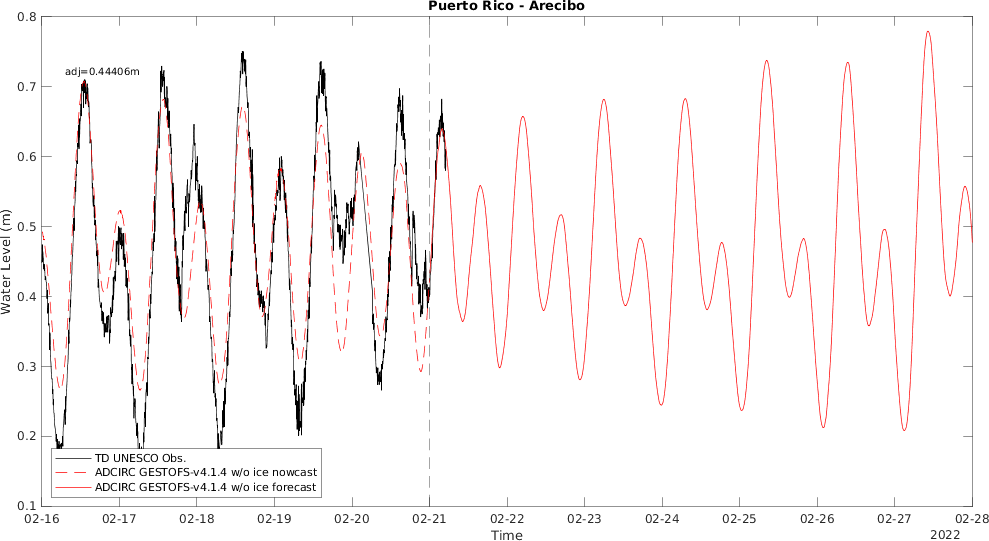 Puerto Rico - Arecibo
adj=0.44406m
Water Level (m)
0.8
0.7
0.6
0.5
0.4
0.3
0.2
0.1
TD UNESCO Obs.
ADCIRC GESTOFS-v4.1.4 w/o ice nowcast
ADCIRC GESTOFS-v4.1.4 w/o ice forecast
02-16 02-17 02-18 02-19 02-20 02-21 02-22 02-23 02-24 02-25 02-26 02-27 02-28
Time
2022